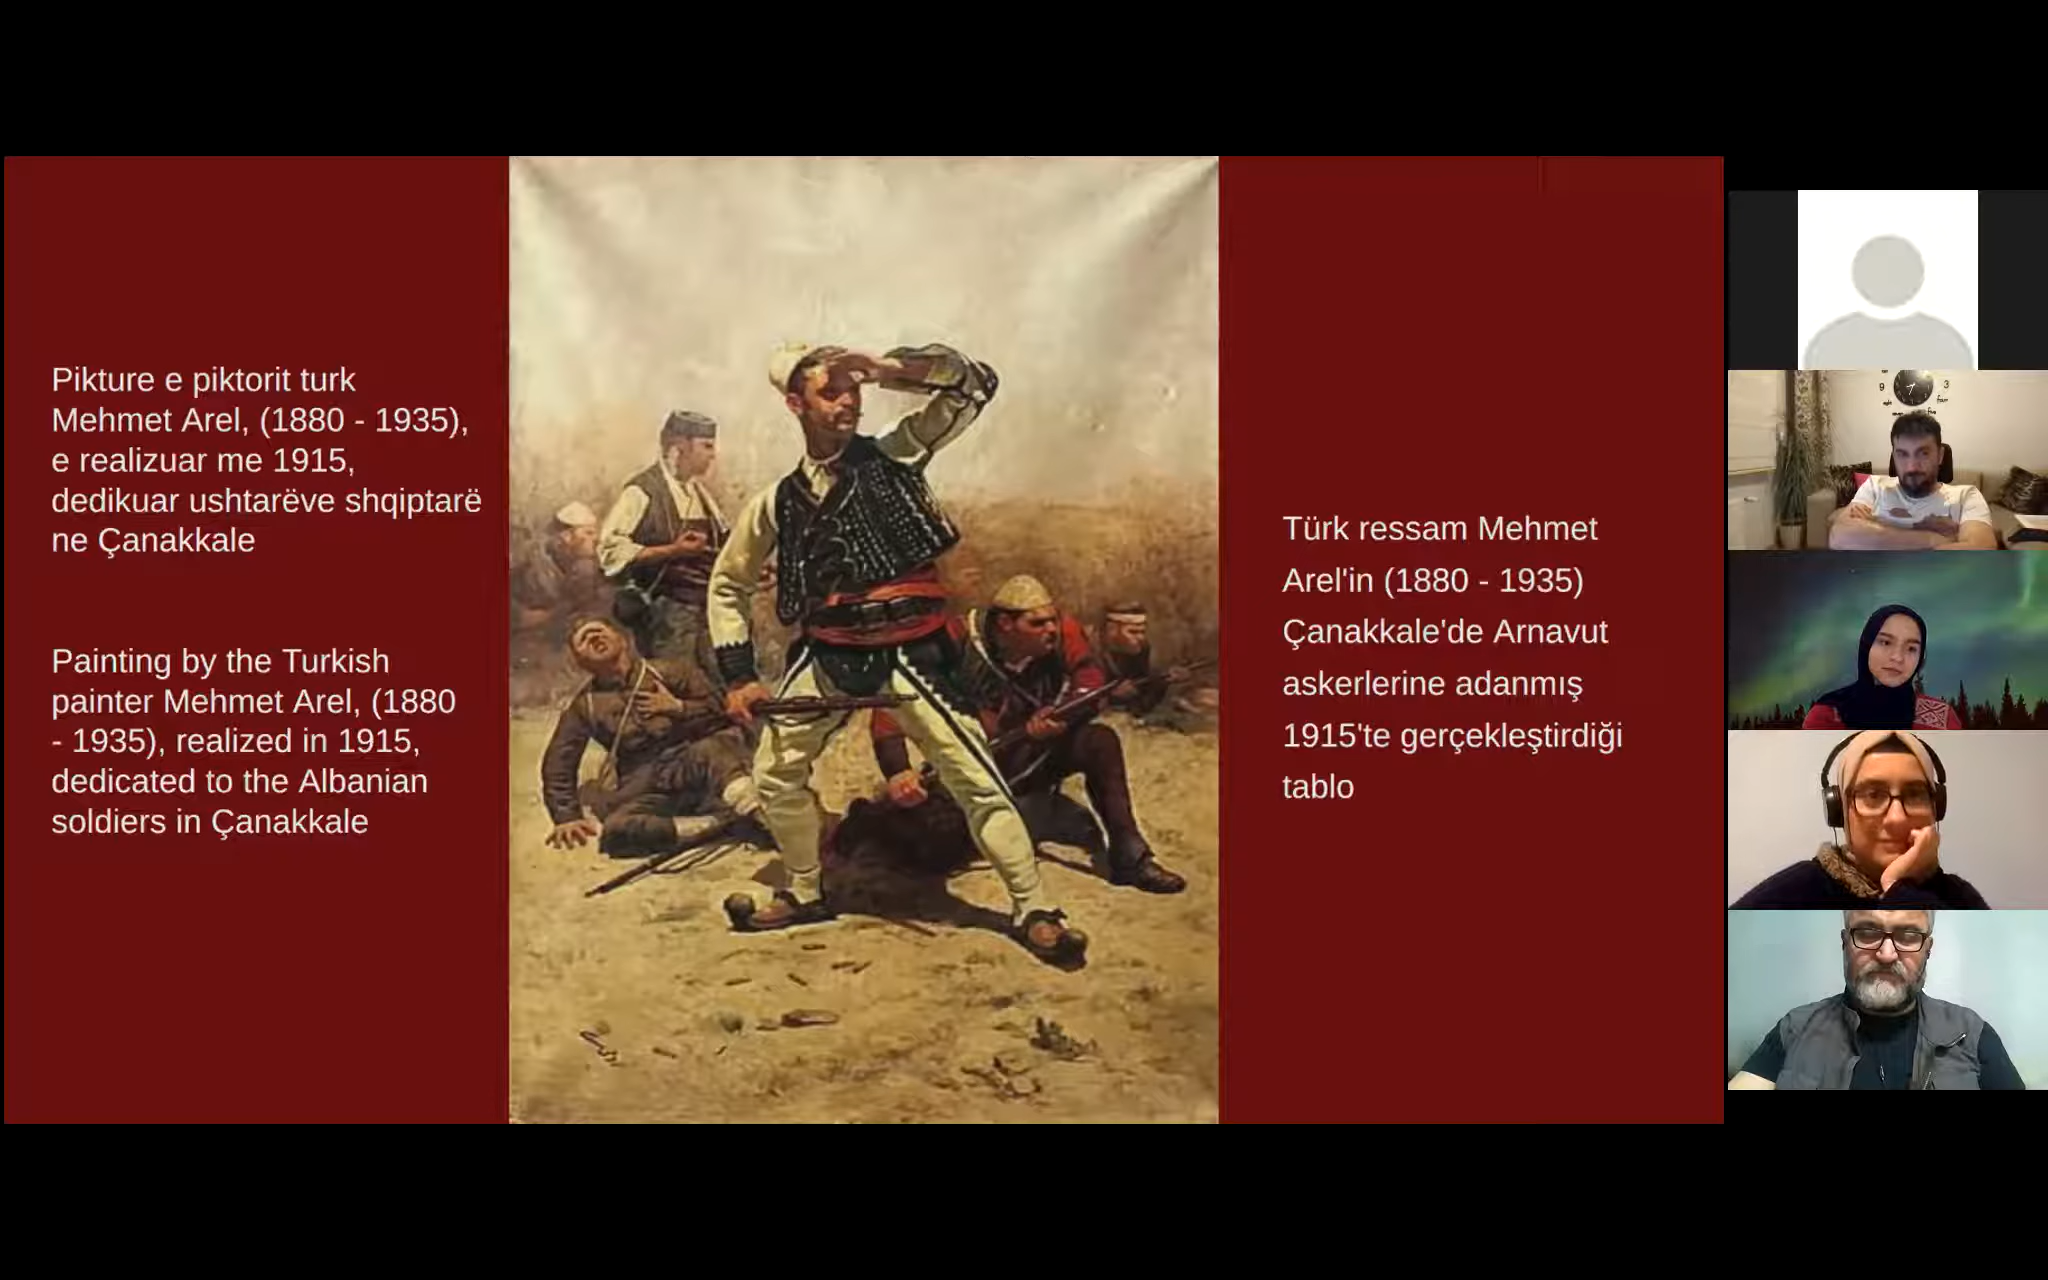 Pikture e piktorit turk
Mehmet Arel, (1880 - 1935),
e realizuar me 1915,
dedikuar ushtarëve shqiptarë
ne Çanakkale
Painting by the Turkish
painter Mehmet Arel, (1880
- 1935), realized in 1915,
dedicated to the Albanian
soldiers in Çanakkale
Türk ressam Mehmet
Arel'in (1880 - 1935)
Çanakkale'de Arnavut
askerlerine adanmış
1915'te gerçekleştirdiği
tablo
9
3